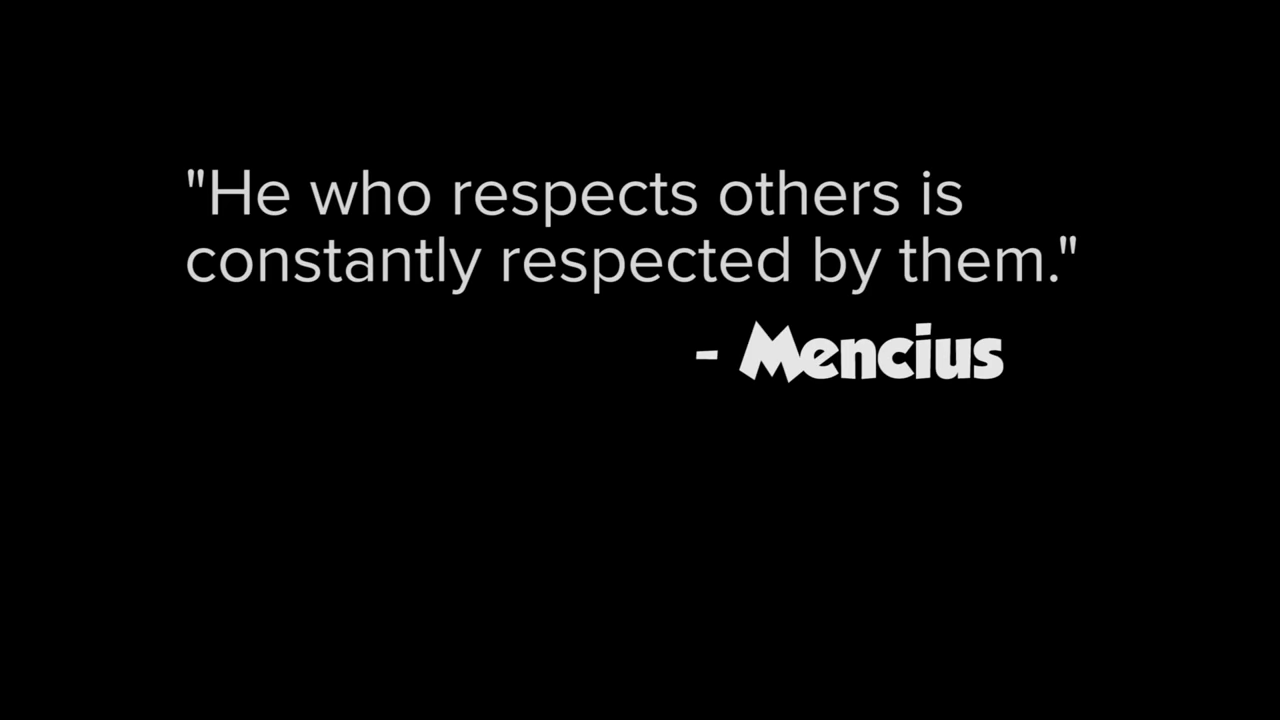 "He who respects others is
constantly respected by them."
- Mencius